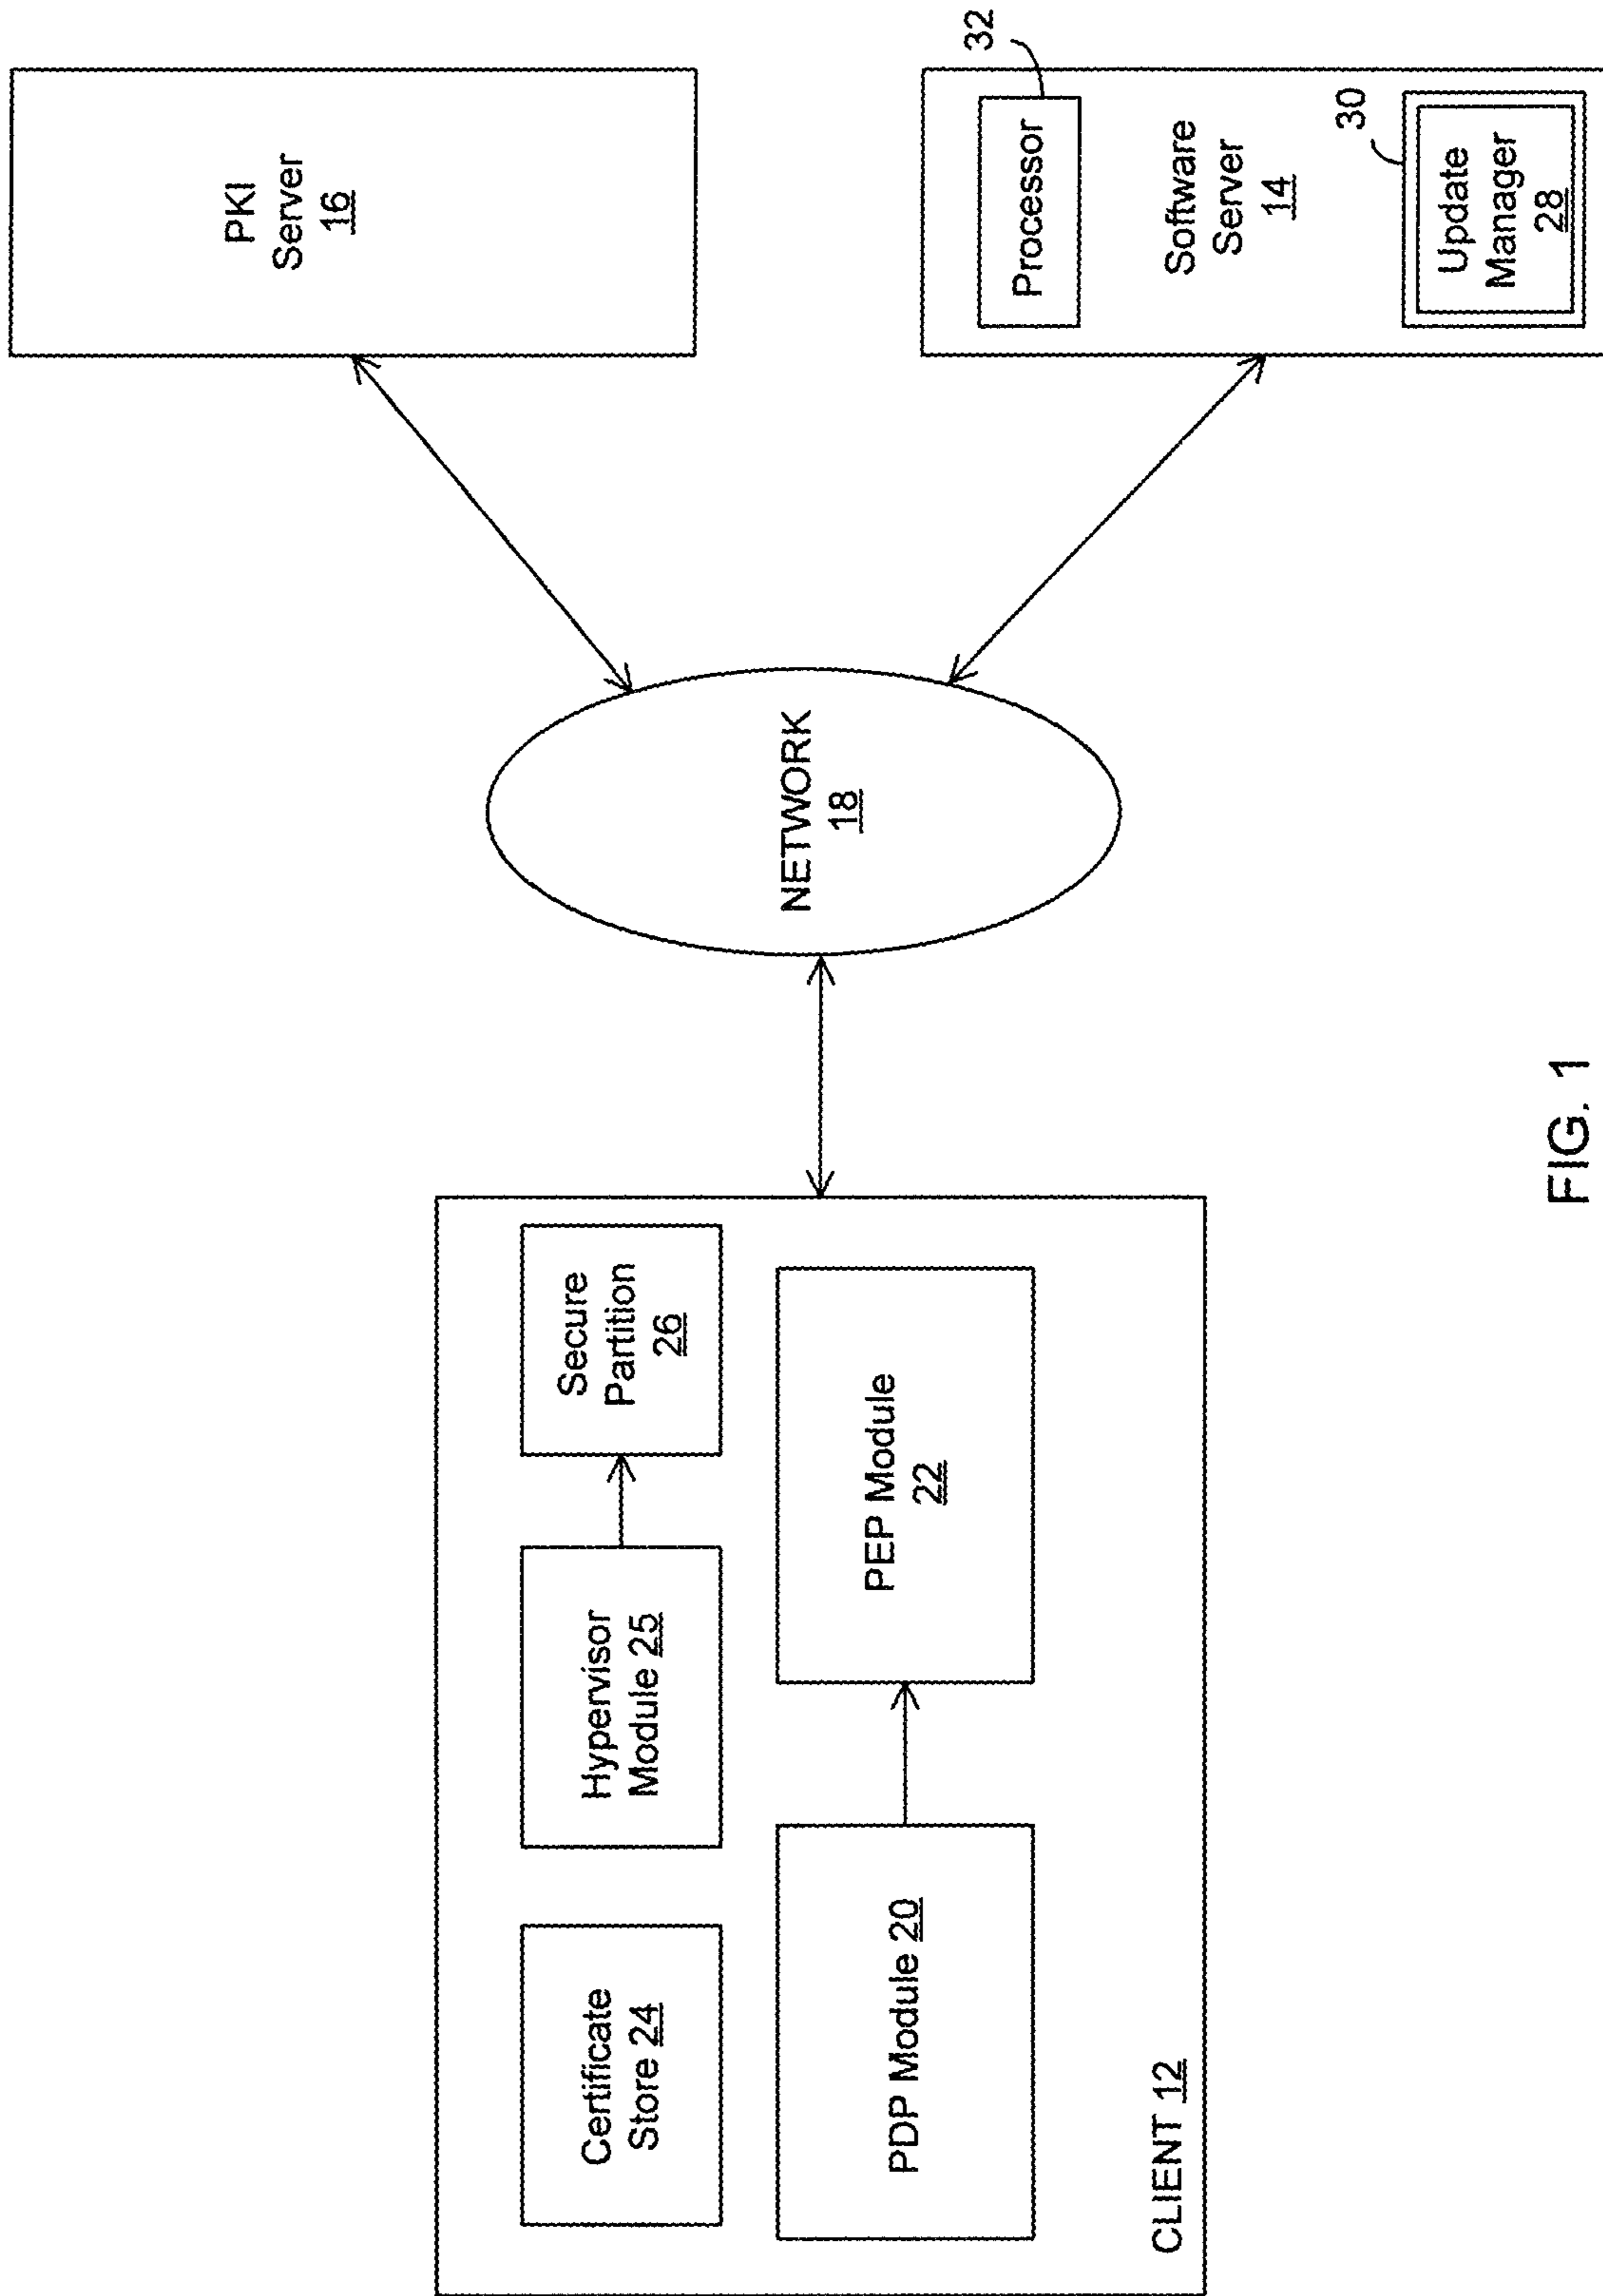 Certificate
Store 24
Hypervisor
Module 25
Secure
Partition
26
PDP Module 20
PEP Module
22
CLIENT 12
NETWORK
18
PKI
Server
16
32
Processor
Software
Server
14
30
Update
Manager
28
FIG. 1